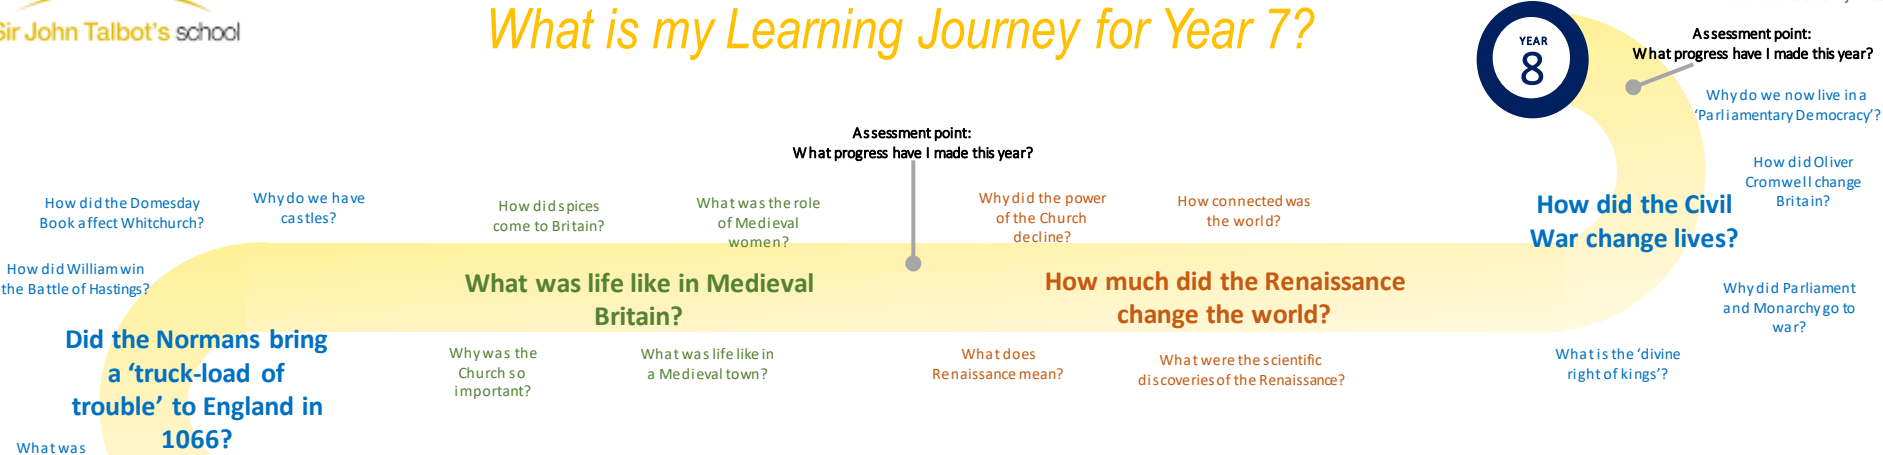 Sir John Talbot's school
What is my Learning Journey for Year 7?
YEAR
8
Assessment point:
What progress have I made this year?
Why do we now live in a
'Parliamentary Democracy'?
How did Oliver
Cromwell change
Britain?
How did the Civil
War change lives?
Why did Parliament
and Monarchy go to
war?
What is the 'divine
right of kings'?
Assessment point:
What progress have I made this year?
Why did the power
of the Church
decline?
How connected was
the world?
How much did the Renaissance
change the world?
What does
Renaissance mean?
What were the scientific
discoveries of the Renaissance?
How did spices
come to Britain?
What was the role
of Medieval
women?
What was life like in Medieval
Britain?
Why was the
Church so
important?
What was life like in
a Medieval town?
How did the Domesday
Book affect Whitchurch?
Why do we have
castles?
How did William win
the Battle of Hastings?
Did the Normans bring
a 'truck-load of
trouble' to England in
1066?
What was